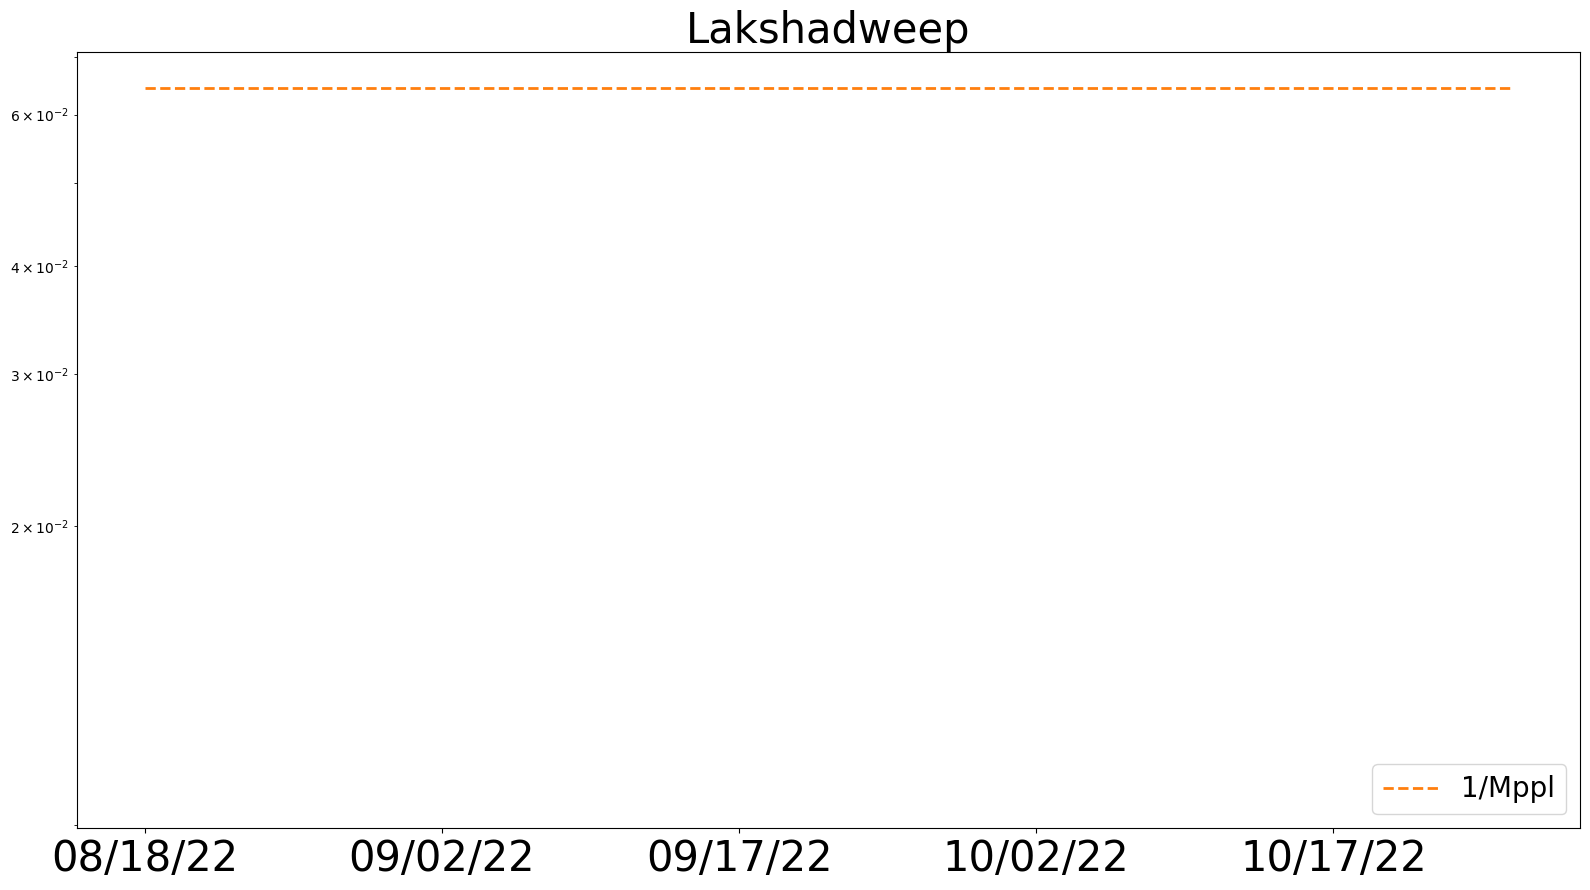 Lakshadweep
6 × 10⁻²
4 × 10⁻²
3 × 10⁻²
2 × 10⁻²
1/Mppl
08/18/22 09/02/22 09/17/22 10/02/22 10/17/22